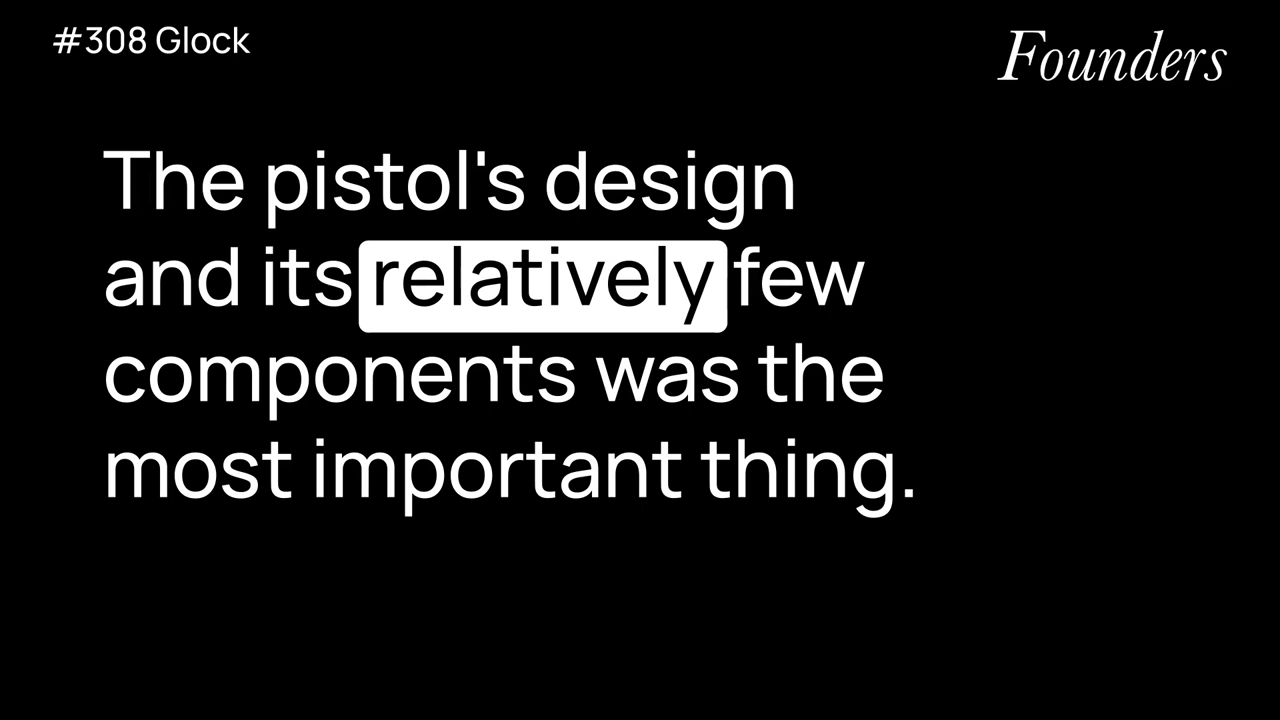 #308 Glock
Founders
The pistol's design
and its relatively few
components was the
most important thing.